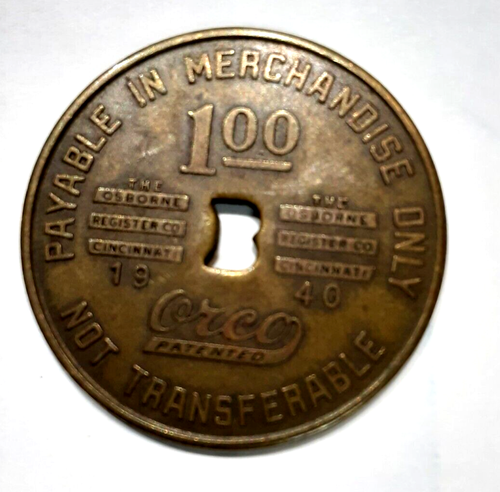 PAYABLE IN MERCHANDISE ONLY
1.00
THE
OSBORNE
REGISTER CO
CINCINNATI
19
THE
OSBORNE
REGISTER CO
CINCINNATI
40
Orco
PATENTED
NOT TRANSFERABLE